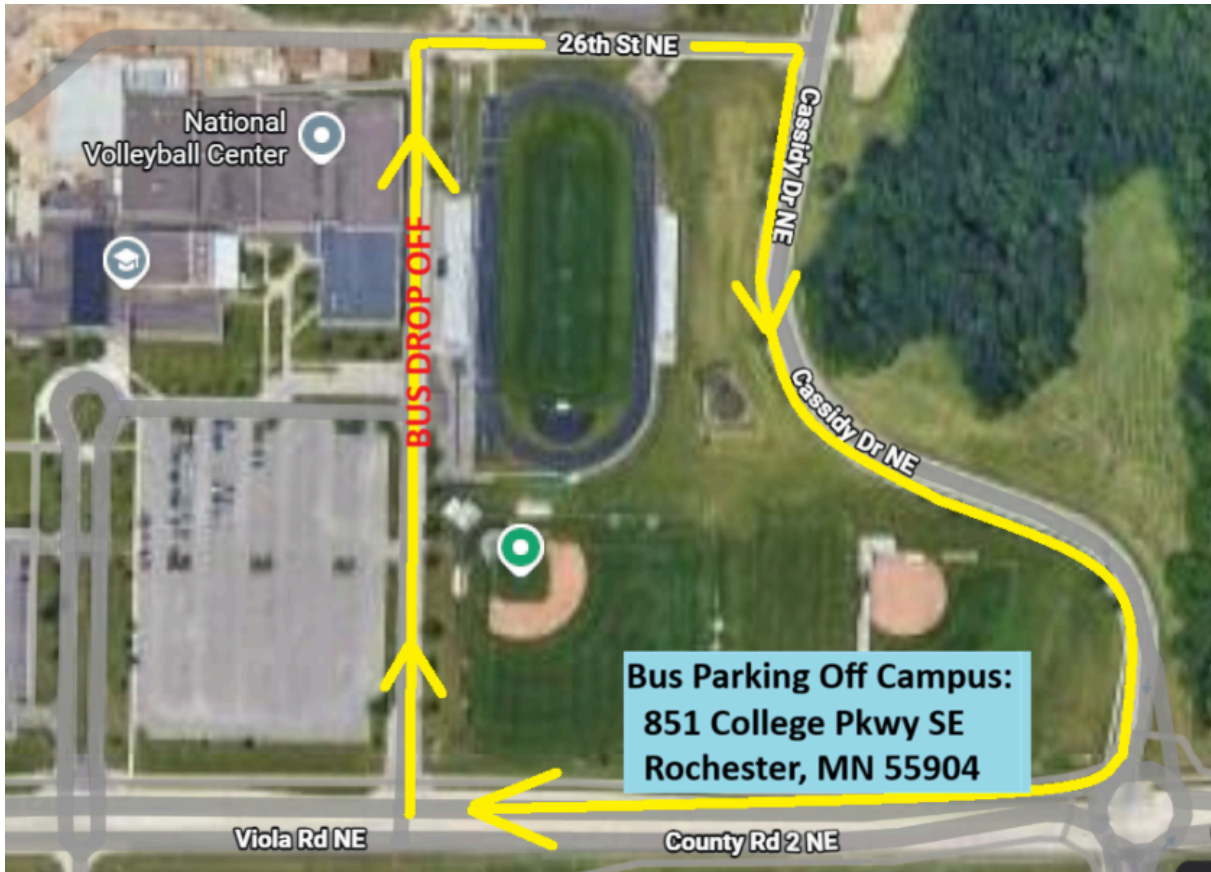 26th St NE
National
Volleyball Center
Cassidy Dr NE
BUS DROP OFF
Cassidy Dr NE
Bus Parking Off Campus:
851 College Pkwy SE
Rochester, MN 55904
Viola Rd NE
County Rd 2 NE